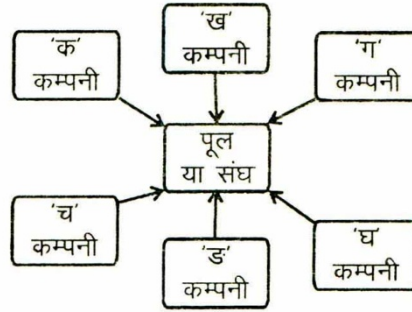 'क'
कम्पनी
'ख'
कम्पनी
'ग'
कम्पनी
पूल
या संघ
'च'
कम्पनी
'ङ'
कम्पनी
'घ'
कम्पनी